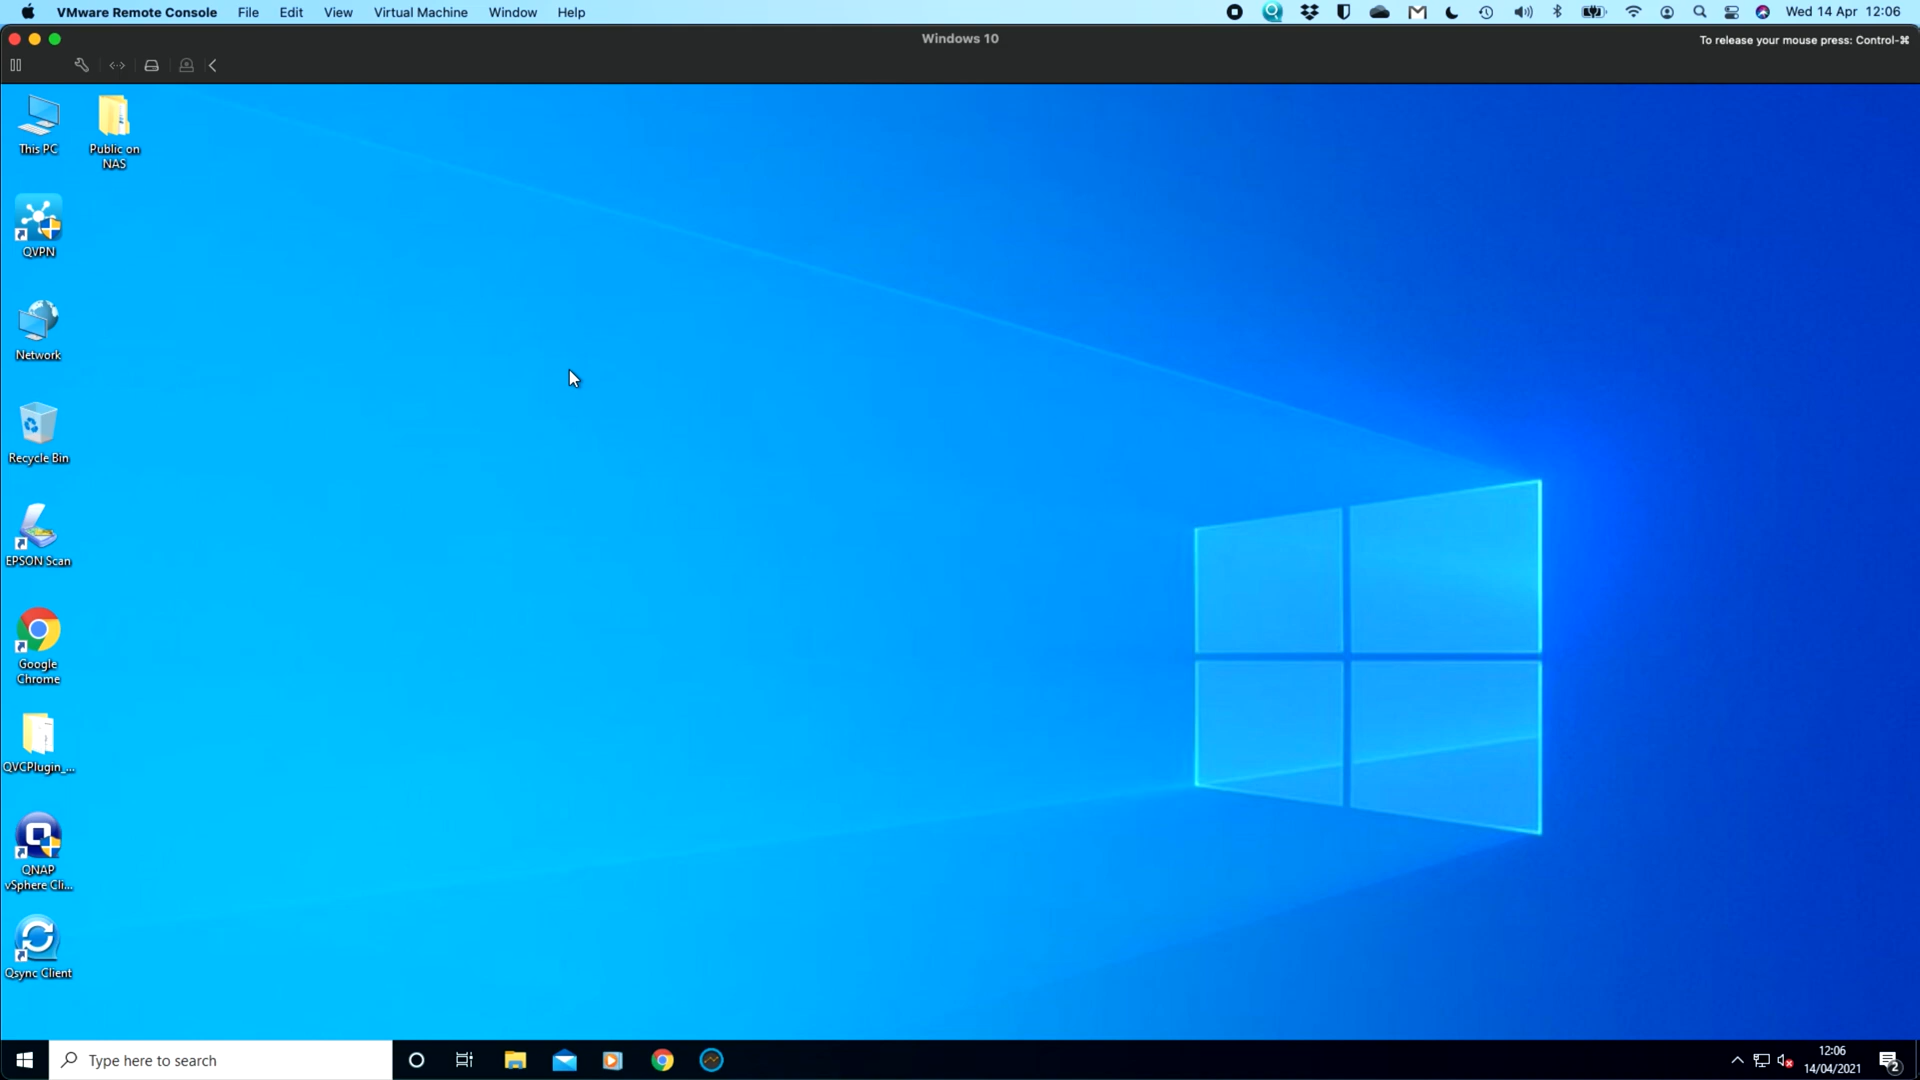 VMware Remote Console File Edit View Virtual Machine Window Help Wed 14 Apr 12:06
Windows 10
To release your mouse press: Control-⌘
This PC
Public on
NAS
QVPN
Network
Recycle Bin
EPSON Scan
Google
Chrome
QVCPlugin_...
QNAP
vSphere Cli...
Qsync Client
Type here to search
12:06
14/04/2021
2